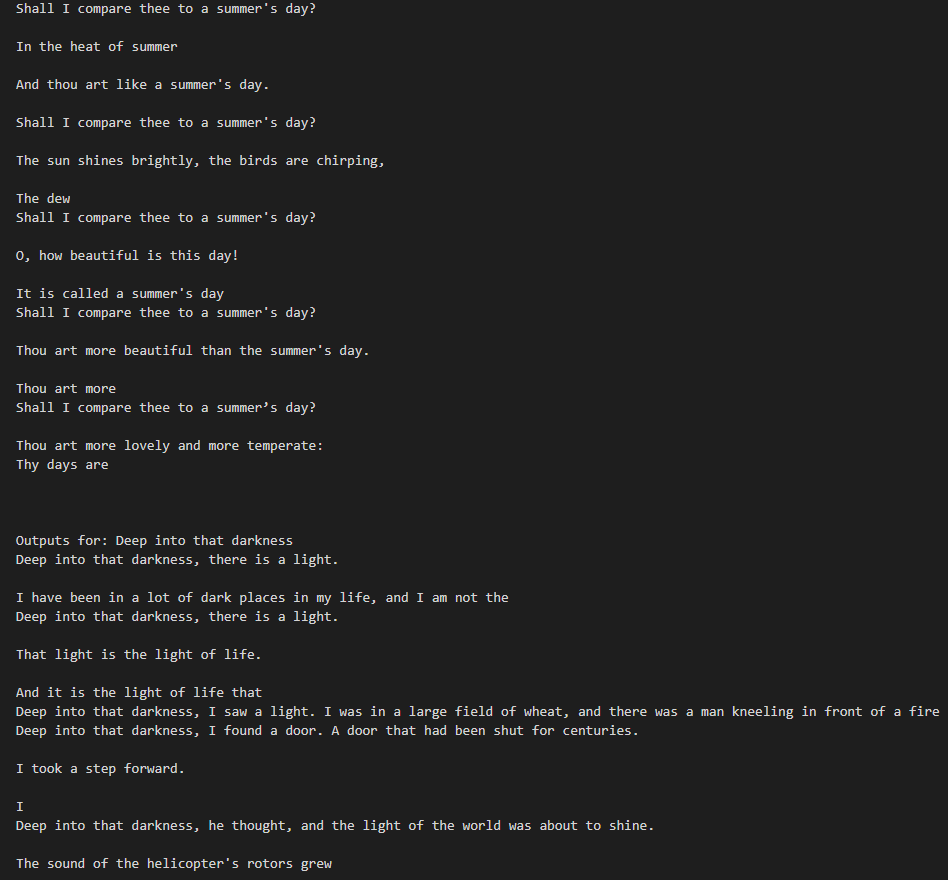 Shall I compare thee to a summer's day?
In the heat of summer
And thou art like a summer's day.
Shall I compare thee to a summer's day?
The sun shines brightly, the birds are chirping,
The dew
Shall I compare thee to a summer's day?
O, how beautiful is this day!
It is called a summer's day
Shall I compare thee to a summer's day?
Thou art more beautiful than the summer's day.
Thou art more
Shall I compare thee to a summer’s day?
Thou art more lovely and more temperate:
Thy days are
Outputs for: Deep into that darkness
Deep into that darkness, there is a light.
I have been in a lot of dark places in my life, and I am not the
Deep into that darkness, there is a light.
That light is the light of life.
And it is the light of life that
Deep into that darkness, I saw a light. I was in a large field of wheat, and there was a man kneeling in front of a fire
Deep into that darkness, I found a door. A door that had been shut for centuries.
I took a step forward.
I
Deep into that darkness, he thought, and the light of the world was about to shine.
The sound of the helicopter's rotors grew